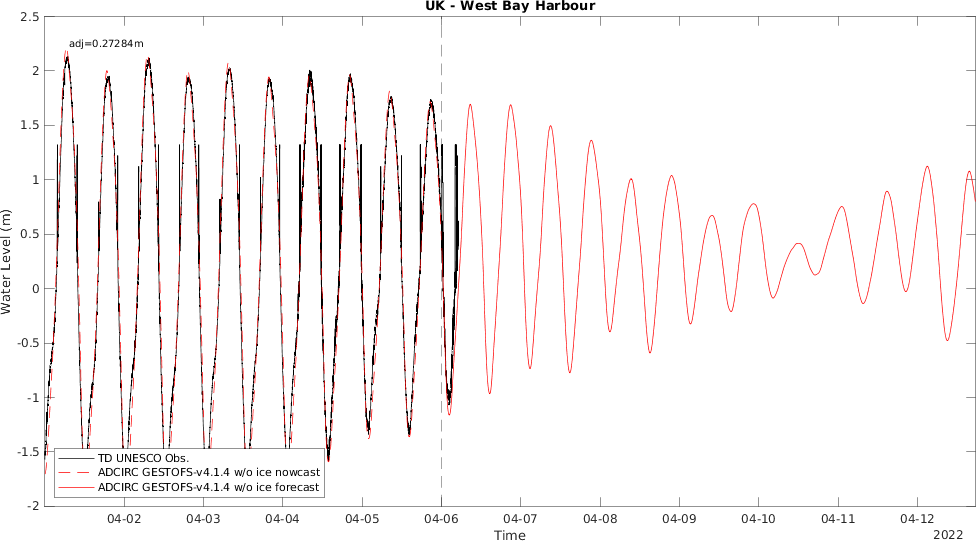 UK - West Bay Harbour
adj=0.27284m
2.5
2
1.5
1
0.5
0
-0.5
-1
-1.5
-2
Water Level (m)
TD UNESCO Obs.
ADCIRC GESTOFS-v4.1.4 w/o ice nowcast
ADCIRC GESTOFS-v4.1.4 w/o ice forecast
04-02 04-03 04-04 04-05 04-06 04-07 04-08 04-09 04-10 04-11 04-12
Time
2022